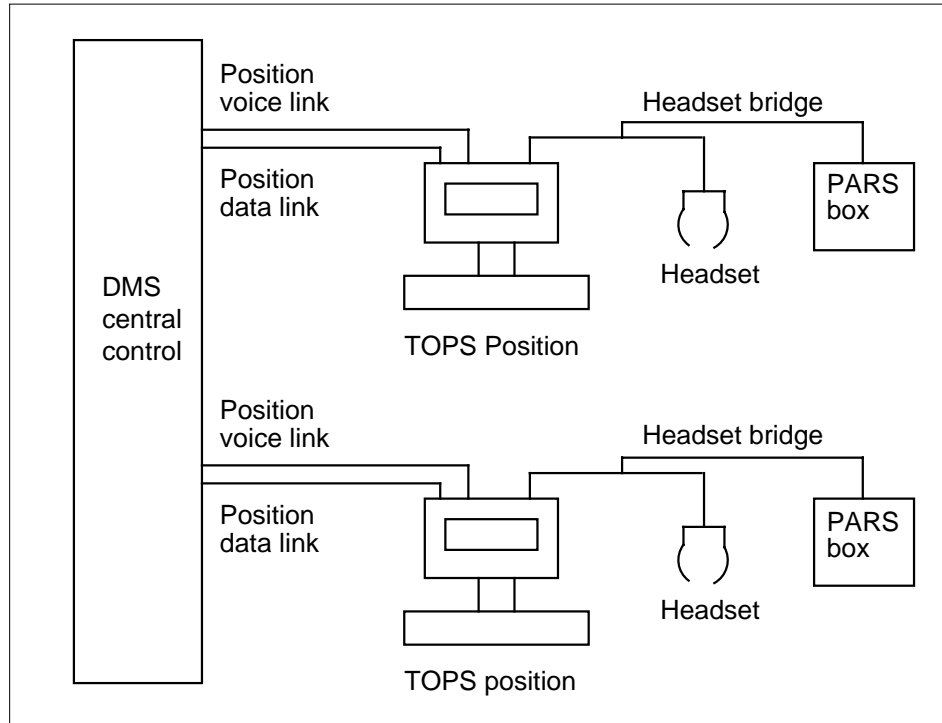 Position
voice link
Headset bridge
Position
data link
PARS
box
Headset
DMS
central
control
TOPS Position
Position
voice link
Headset bridge
Position
data link
PARS
box
Headset
TOPS position